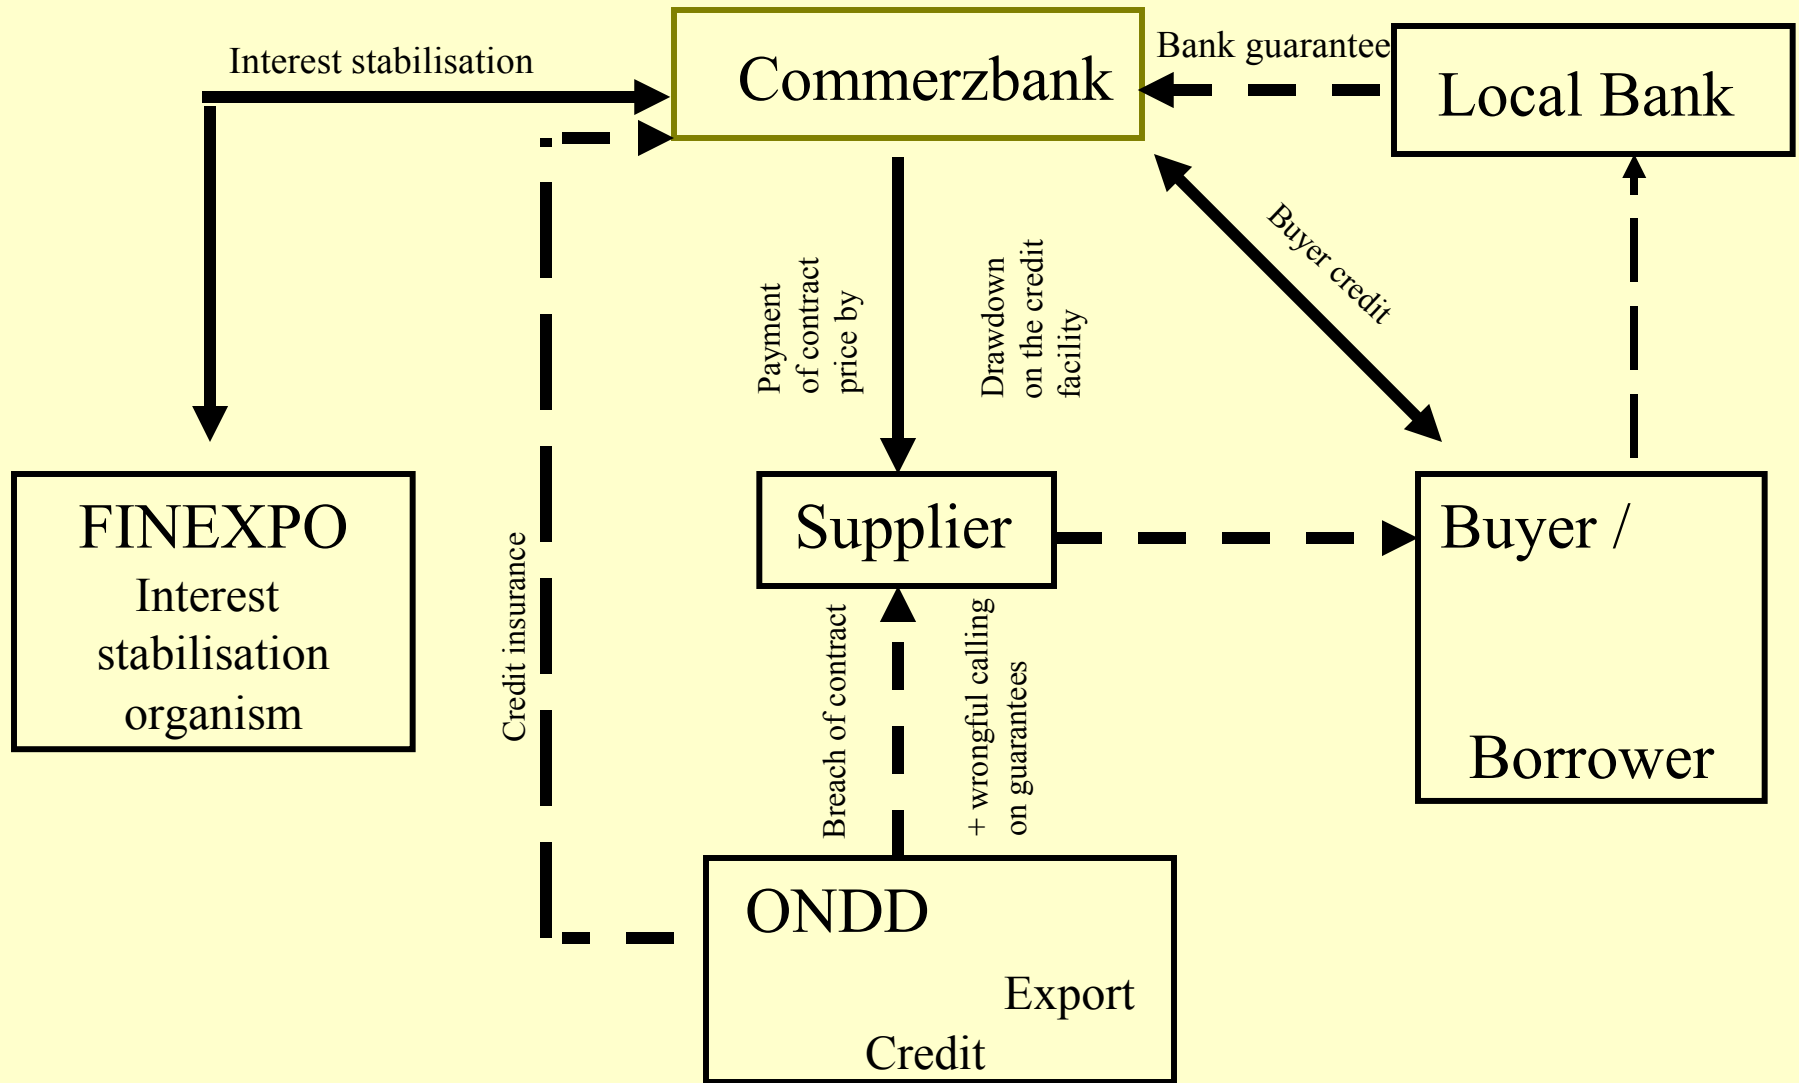 Interest stabilisation
Commerzbank
Bank guarantee
Local Bank
Payment
of contract
price by
Drawdown
on the credit
facility
Buyer credit
FINEXPO
Interest
stabilisation
organism
Credit insurance
Supplier
Buyer /
Borrower
Breach of contract
+ wrongful calling
on guarantees
ONDD
Export
Credit